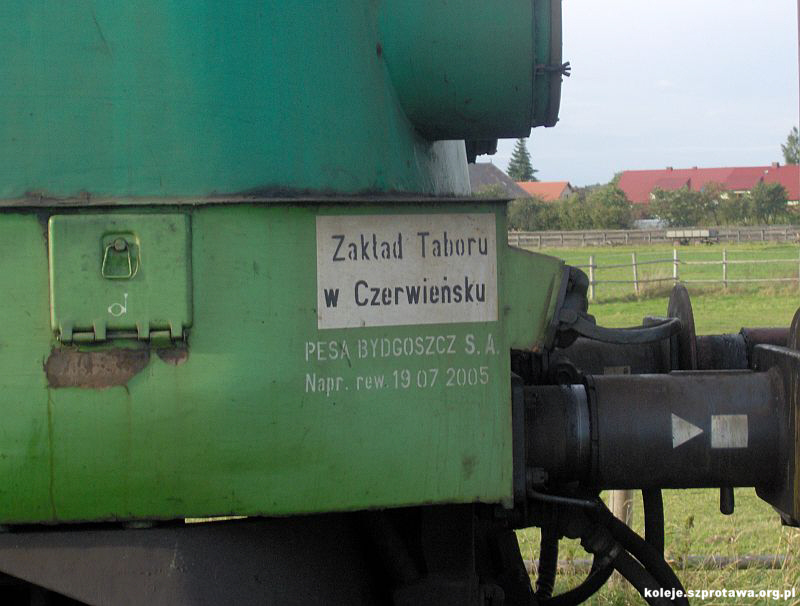 Zakład Taboru
w Czerwieńsku
PESA BYDGOSZCZ S.A.
Napr. rew. 19 07 2005
koleje.szprotawa.org.pl